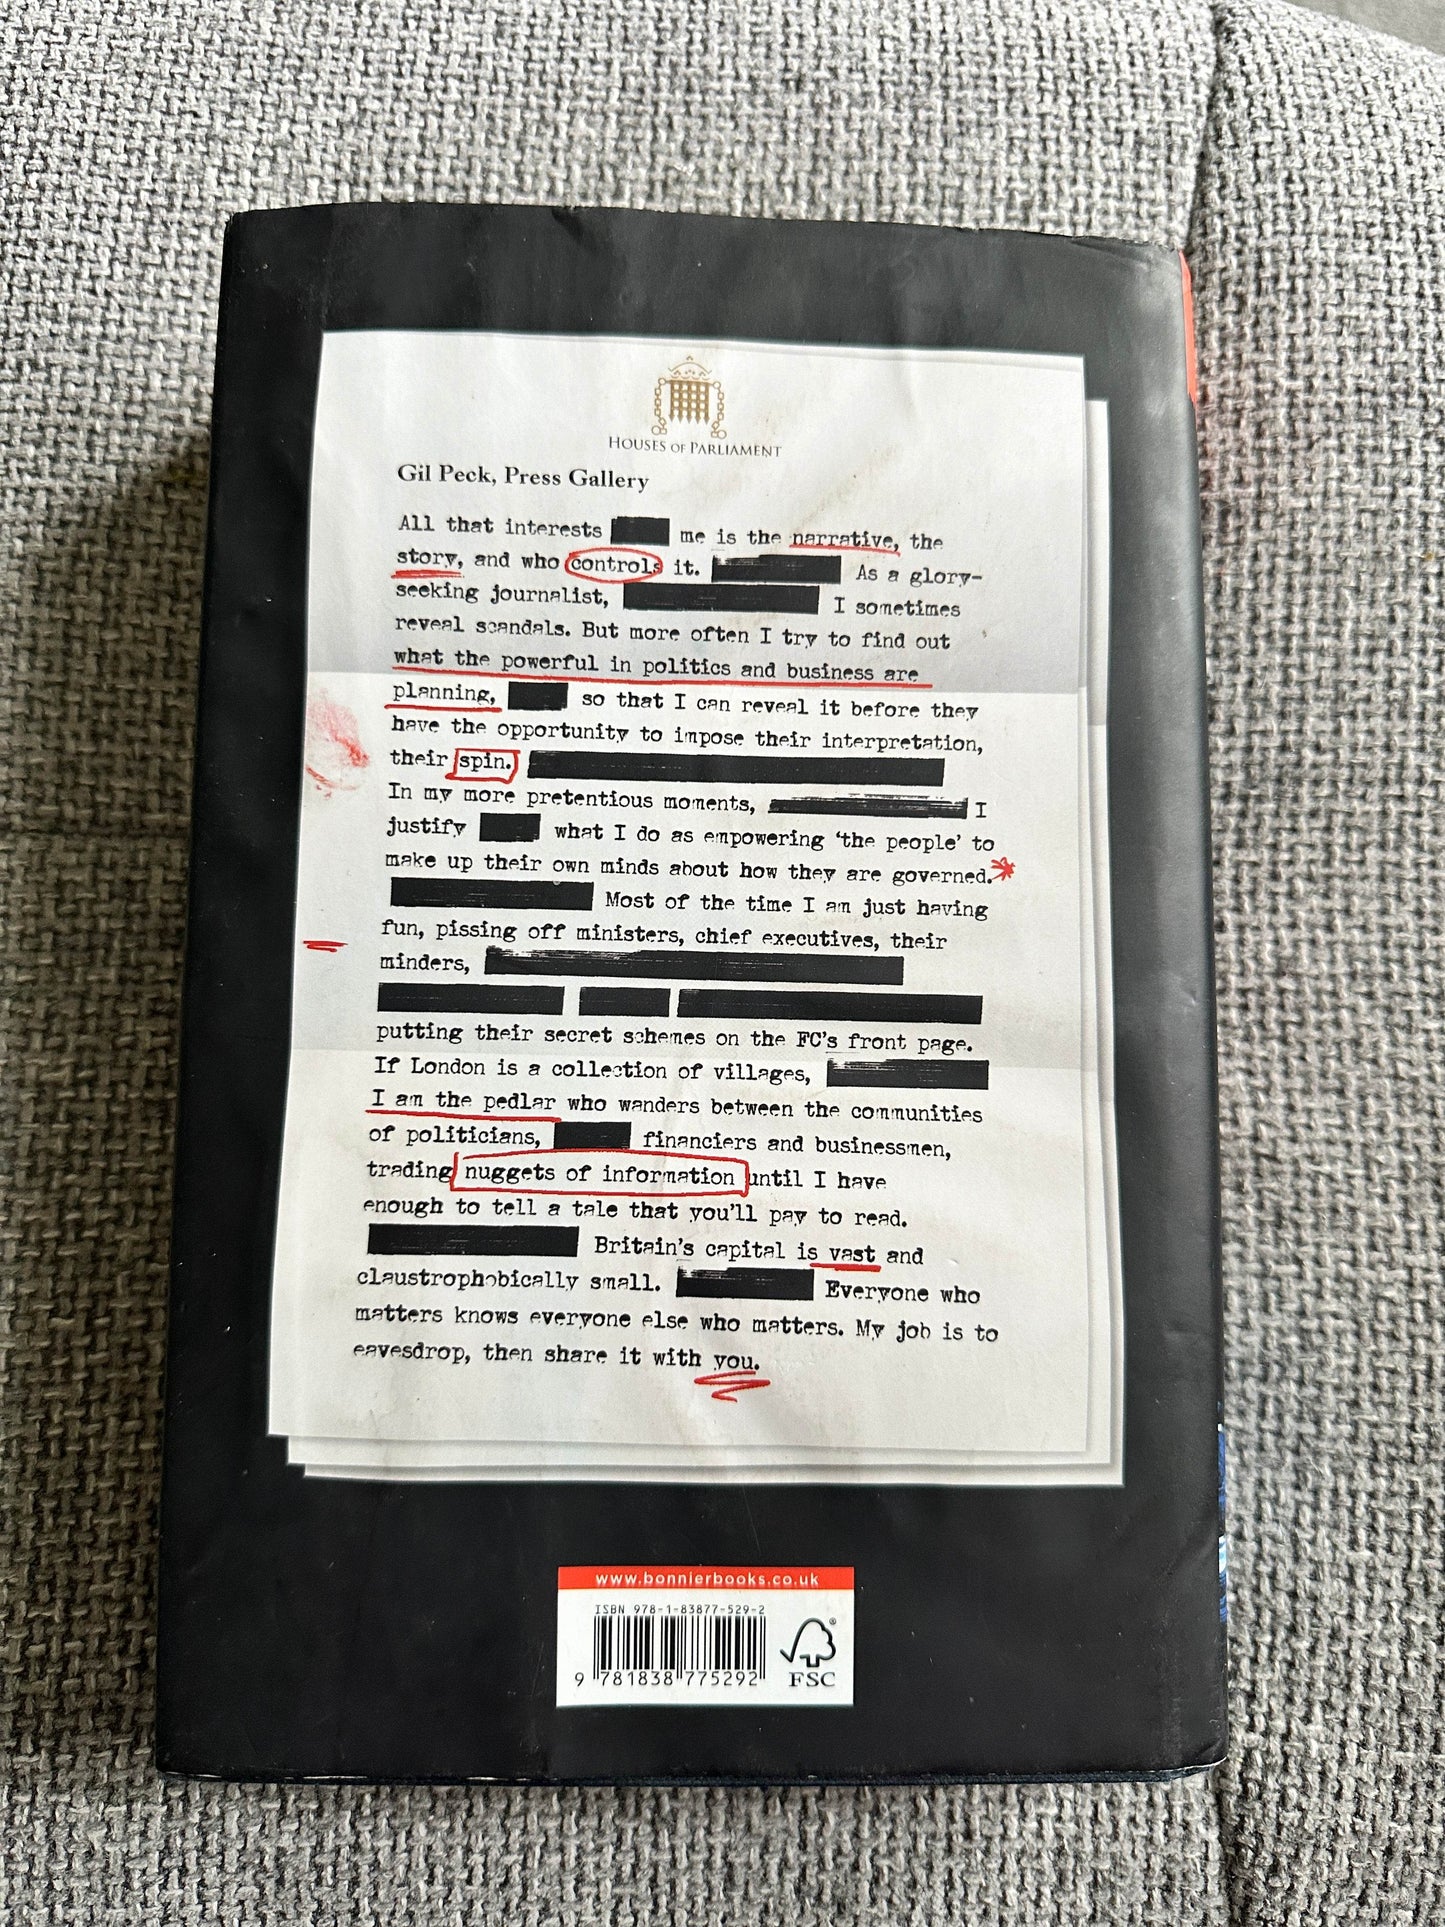 HOUSES OF PARLIAMENT
Gil Peck, Press Gallery
All that interests me is the narrative, the
story, and who controls it. As a glory-
seeking journalist, I sometimes
reveal scandals. But more often I try to find out
what the powerful in politics and business are
planning, so that I can reveal it before they
have the opportunity to impose their interpretation,
their spin.
In my more pretentious moments, I
justify what I do as empowering ‘the people’ to
make up their own minds about how they are governed.*
Most of the time I am just having
fun, pissing off ministers, chief executives, their
minders,
putting their secret schemes on the FC's front page.
If London is a collection of villages,
I am the pedlar who wanders between the communities
of politicians, financiers and businessmen,
trading nuggets of information until I have
enough to tell a tale that you'll pay to read.
Britain's capital is vast and
claustrophobically small. Everyone who
matters knows everyone else who matters. My job is to
eavesdrop, then share it with you.
www.bonnierbooks.co.uk
ISBN 978-1-83877-529-2
9 781838 775292
FSC